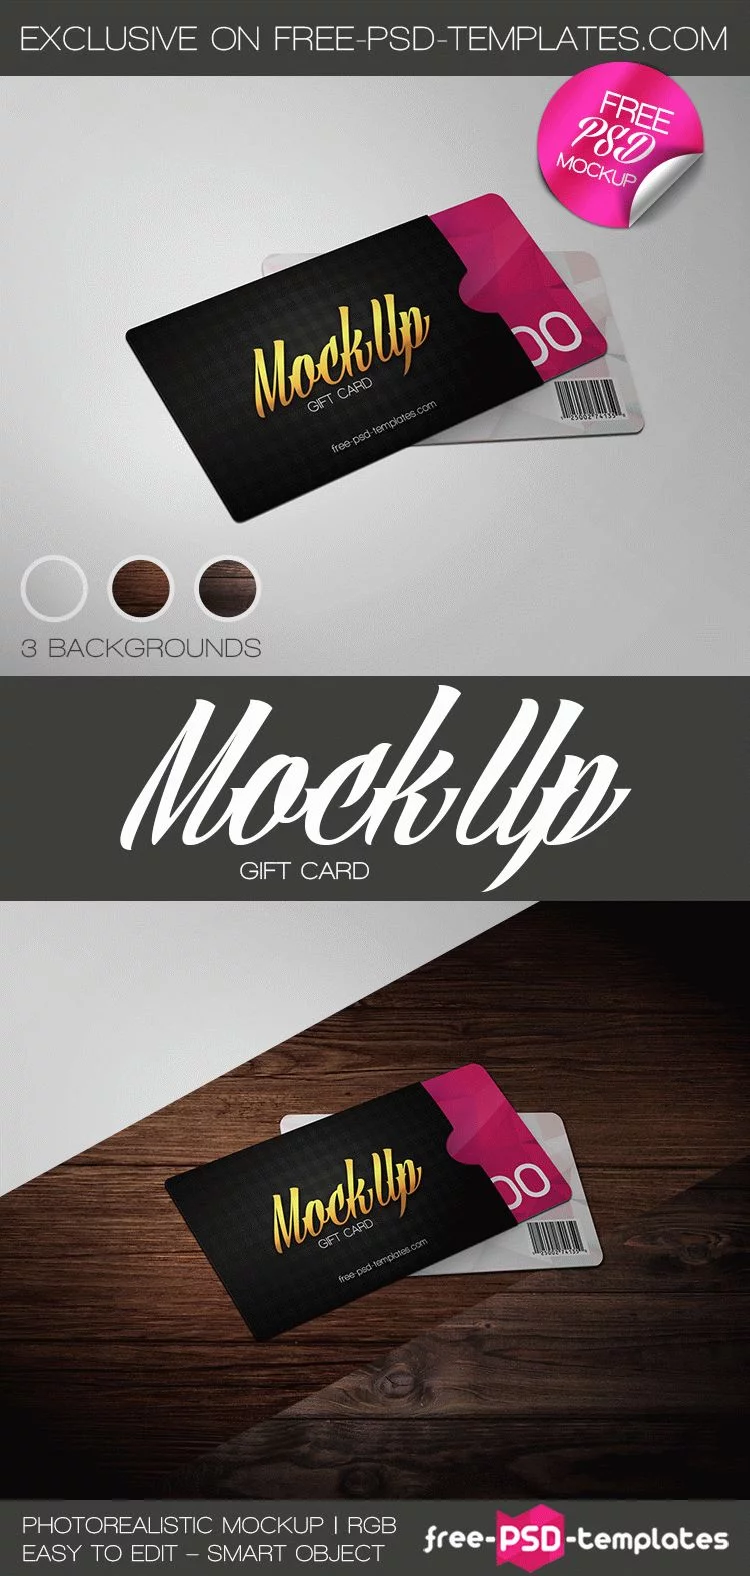 EXCLUSIVE ON FREE-PSD-TEMPLATES.COM
FREE
PSD
MOCKUP
MockUp
GIFT CARD
free-psd-templates.com
00
3 BACKGROUNDS
MockUp
GIFT CARD
MockUp
GIFT CARD
free-psd-templates.com
00
PHOTOREALISTIC MOCKUP | RGB
EASY TO EDIT – SMART OBJECT
free-PSD-templates